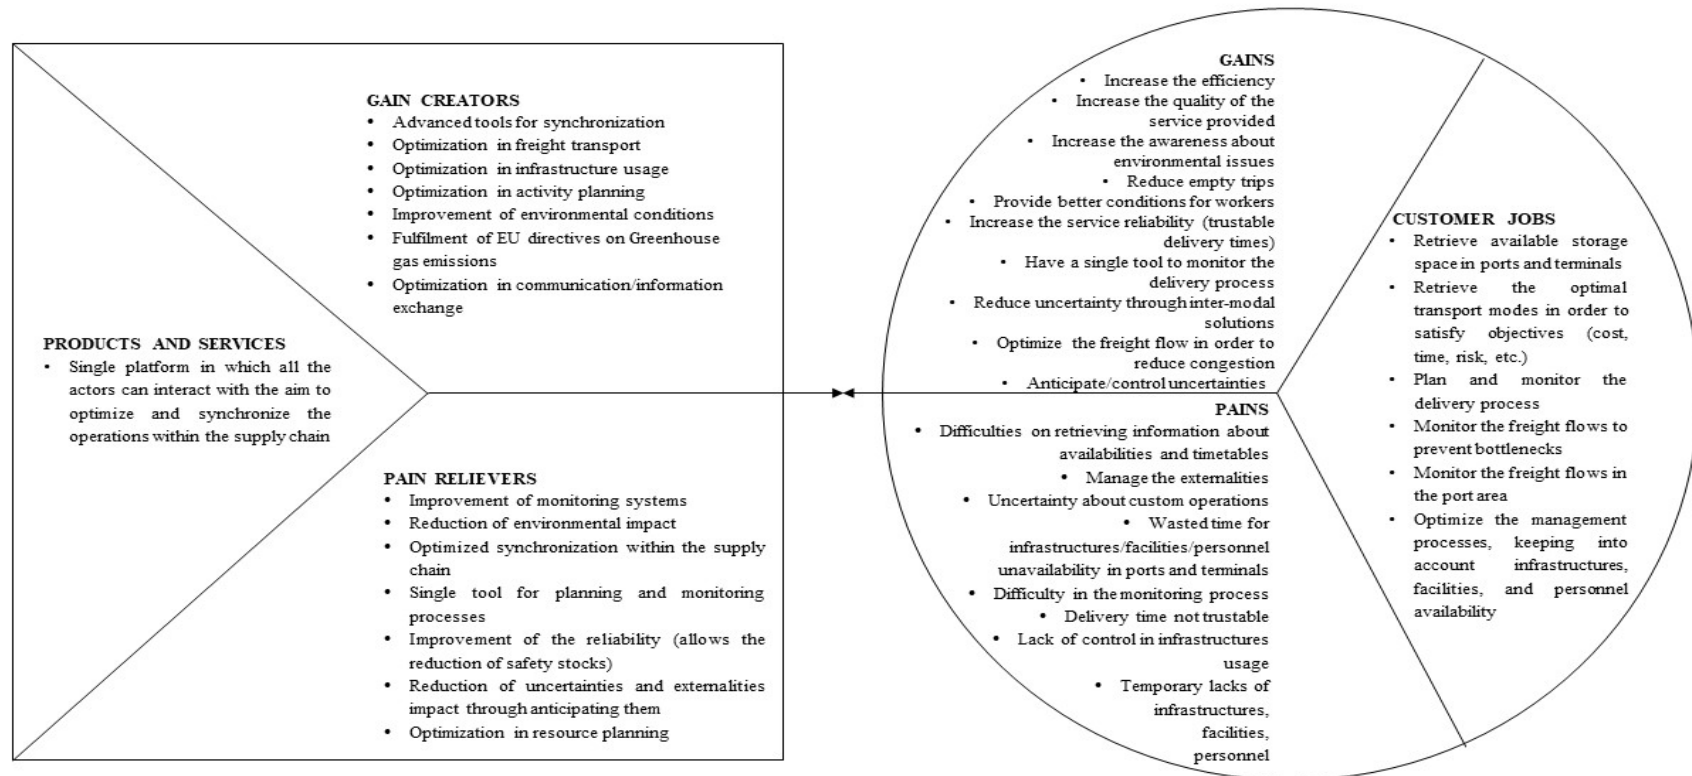 PRODUCTS AND SERVICES
• Single platform in which all the
actors can interact with the aim to
optimize and synchronize the
operations within the supply chain
GAIN CREATORS
• Advanced tools for synchronization
• Optimization in freight transport
• Optimization in infrastructure usage
• Optimization in activity planning
• Improvement of environmental conditions
• Fulfilment of EU directives on Greenhouse
gas emissions
• Optimization in communication/information
exchange
PAIN RELIEVERS
• Improvement of monitoring systems
• Reduction of environmental impact
• Optimized synchronization within the supply
chain
• Single tool for planning and monitoring
processes
• Improvement of the reliability (allows the
reduction of safety stocks)
• Reduction of uncertainties and externalities
impact through anticipating them
• Optimization in resource planning
GAINS
• Increase the efficiency
• Increase the quality of the
service provided
• Increase the awareness about
environmental issues
• Reduce empty trips
• Provide better conditions for workers
• Increase the service reliability (trustable
delivery times)
• Have a single tool to monitor the
delivery process
• Reduce uncertainty through inter-modal
solutions
• Optimize the freight flow in order to
reduce congestion
• Anticipate/control uncertainties
PAINS
• Difficulties on retrieving information about
availabilities and timetables
• Manage the externalities
• Uncertainty about custom operations
• Wasted time for
infrastructures/facilities/personnel
unavailability in ports and terminals
• Difficulty in the monitoring process
• Delivery time not trustable
• Lack of control in infrastructures
usage
• Temporary lacks of
infrastructures,
facilities,
personnel
CUSTOMER JOBS
• Retrieve available storage
space in ports and terminals
• Retrieve the optimal
transport modes in order to
satisfy objectives (cost,
time, risk, etc.)
• Plan and monitor the
delivery process
• Monitor the freight flows to
prevent bottlenecks
• Monitor the freight flows in
the port area
• Optimize the management
processes, keeping into
account infrastructures,
facilities, and personnel
availability